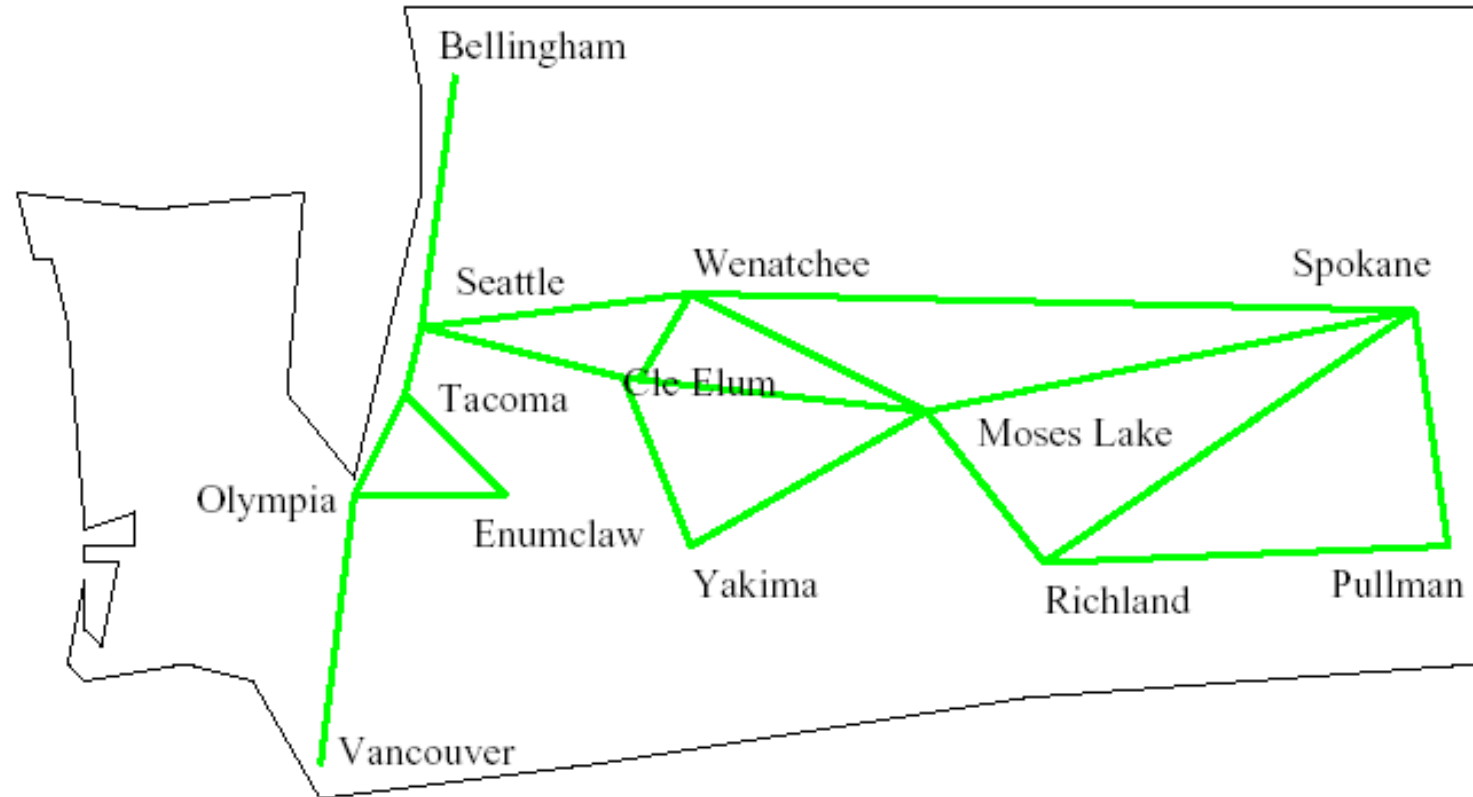 Bellingham
Wenatchee
Spokane
Seattle
Cle Elum
Tacoma
Moses Lake
Olympia
Enumclaw
Yakima
Richland
Pullman
Vancouver